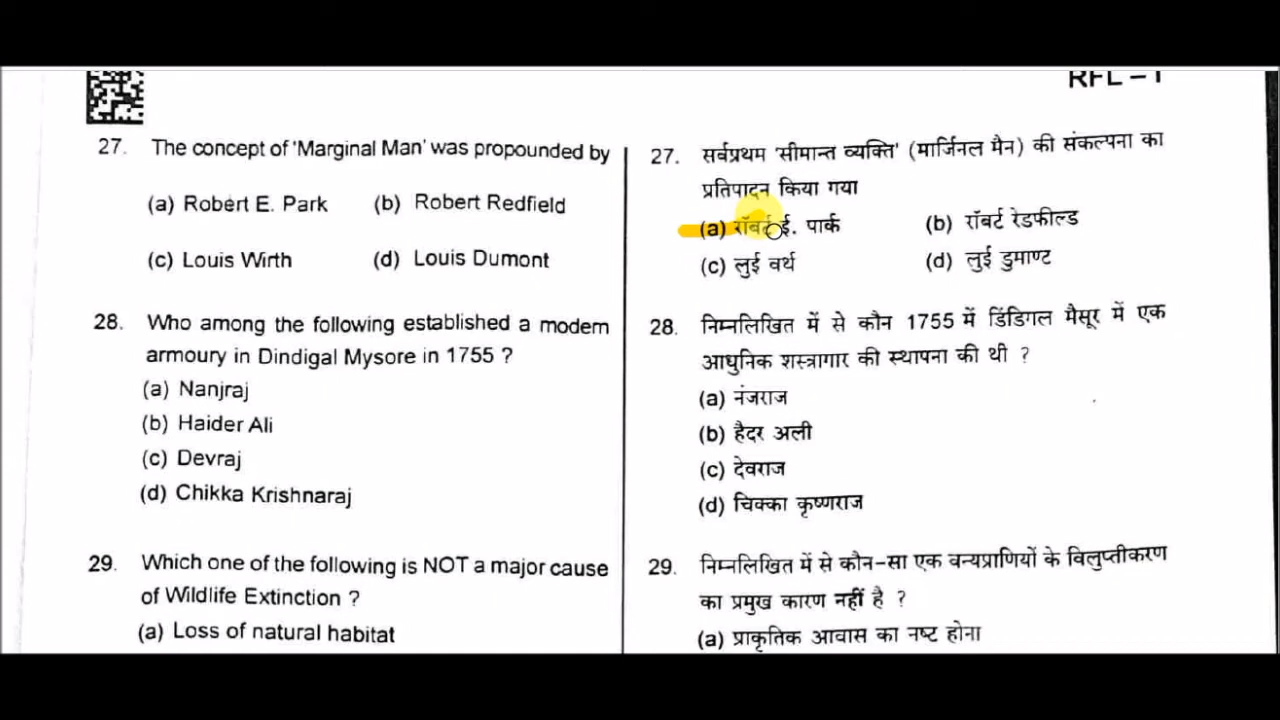 RFL – 1
27. The concept of 'Marginal Man' was propounded by
(a) Robert E. Park (b) Robert Redfield
(c) Louis Wirth (d) Louis Dumont
28. Who among the following established a modern
armoury in Dindigal Mysore in 1755 ?
(a) Nanjraj
(b) Haider Ali
(c) Devraj
(d) Chikka Krishnaraj
29. Which one of the following is NOT a major cause
of Wildlife Extinction ?
(a) Loss of natural habitat
27. सर्वप्रथम 'सीमान्त व्यक्ति' (मार्जिनल मैन) की संकल्पना का
प्रतिपादन किया गया
(a) रॉबर्ट ई. पार्क (b) रॉबर्ट रेडफील्ड
(c) लुई वर्थ (d) लुई डुमाण्ट
28. निम्नलिखित में से कौन 1755 में डिंडिगल मैसूर में एक
आधुनिक शस्त्रागार की स्थापना की थी ?
(a) नंजराज
(b) हैदर अली
(c) देवराज
(d) चिक्का कृष्णराज
29. निम्नलिखित में से कौन-सा एक वन्यप्राणियों के विलुप्तीकरण
का प्रमुख कारण नहीं है ?
(a) प्राकृतिक आवास का नष्ट होना